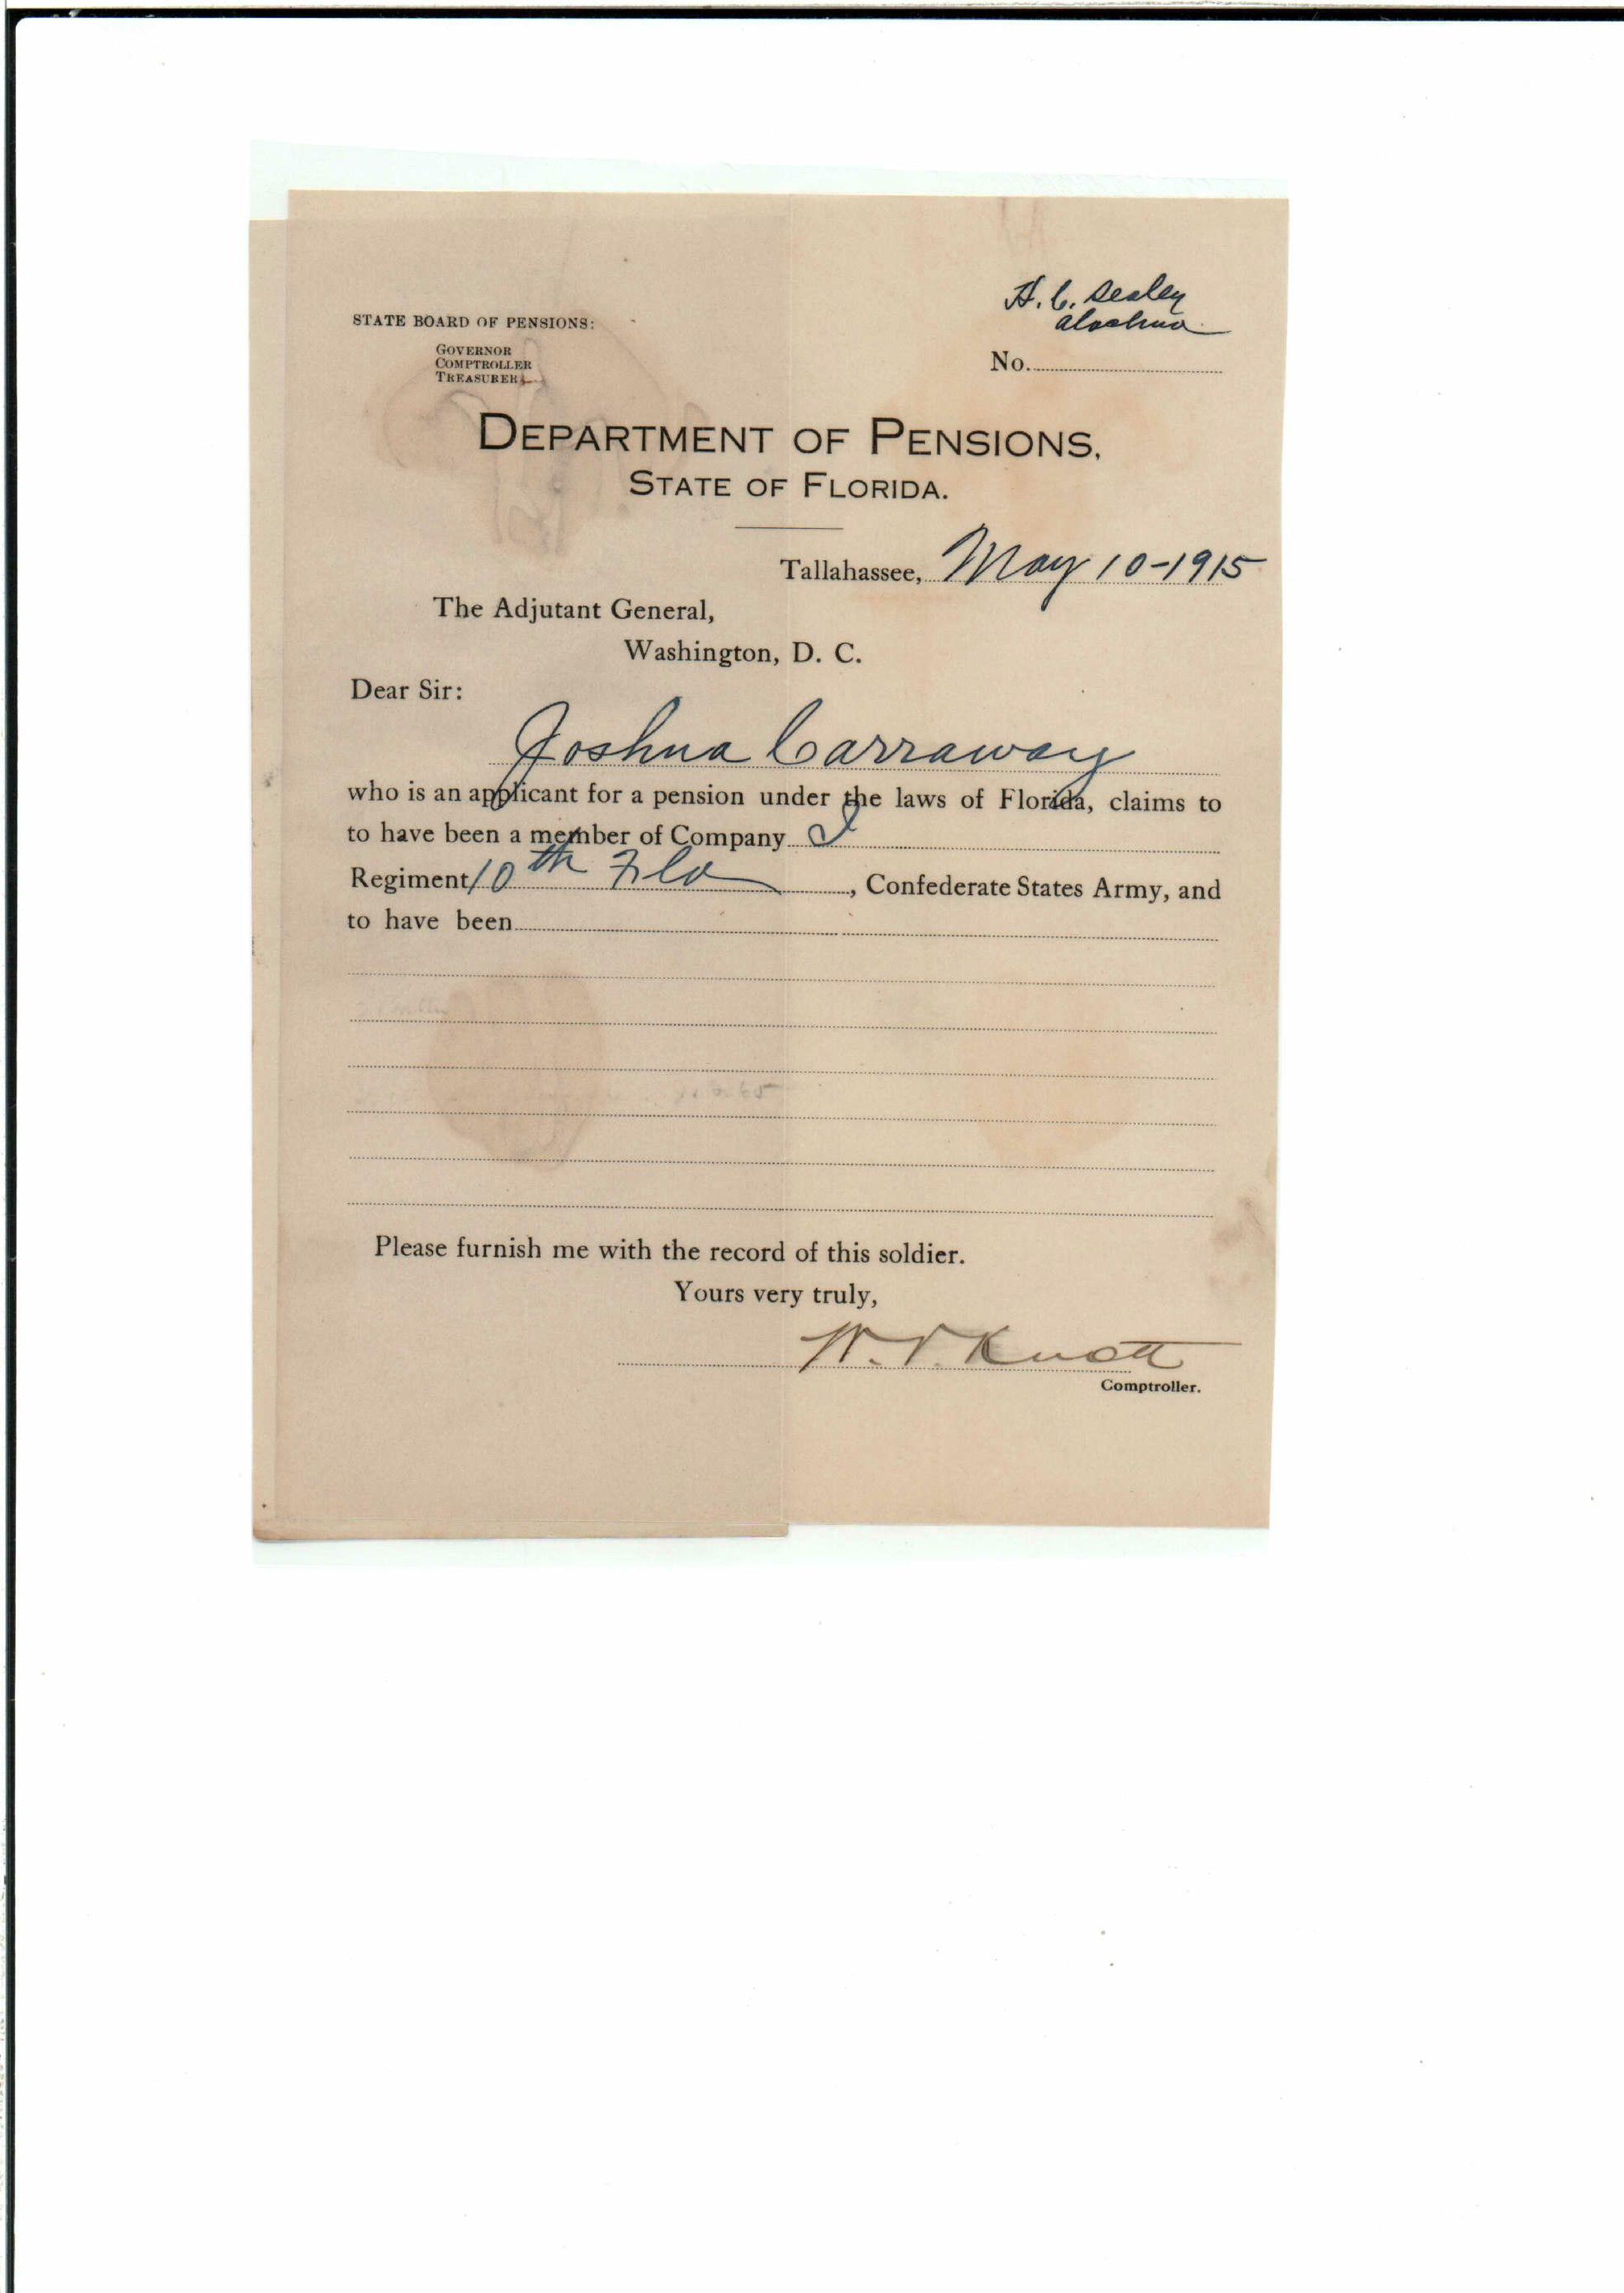 H. C. Sealey
Alachua
STATE BOARD OF PENSIONS:
GOVERNOR
COMPTROLLER
TREASURER
No.
DEPARTMENT OF PENSIONS,
STATE OF FLORIDA.
Tallahassee, May 10-1915
The Adjutant General,
Washington, D. C.
Dear Sir:
Joshua Carraway
who is an applicant for a pension under the laws of Florida, claims to
to have been a member of Company I
Regiment 10th Fla, Confederate States Army, and
to have been
Please furnish me with the record of this soldier.
Yours very truly,
W. V. Knott
Comptroller.